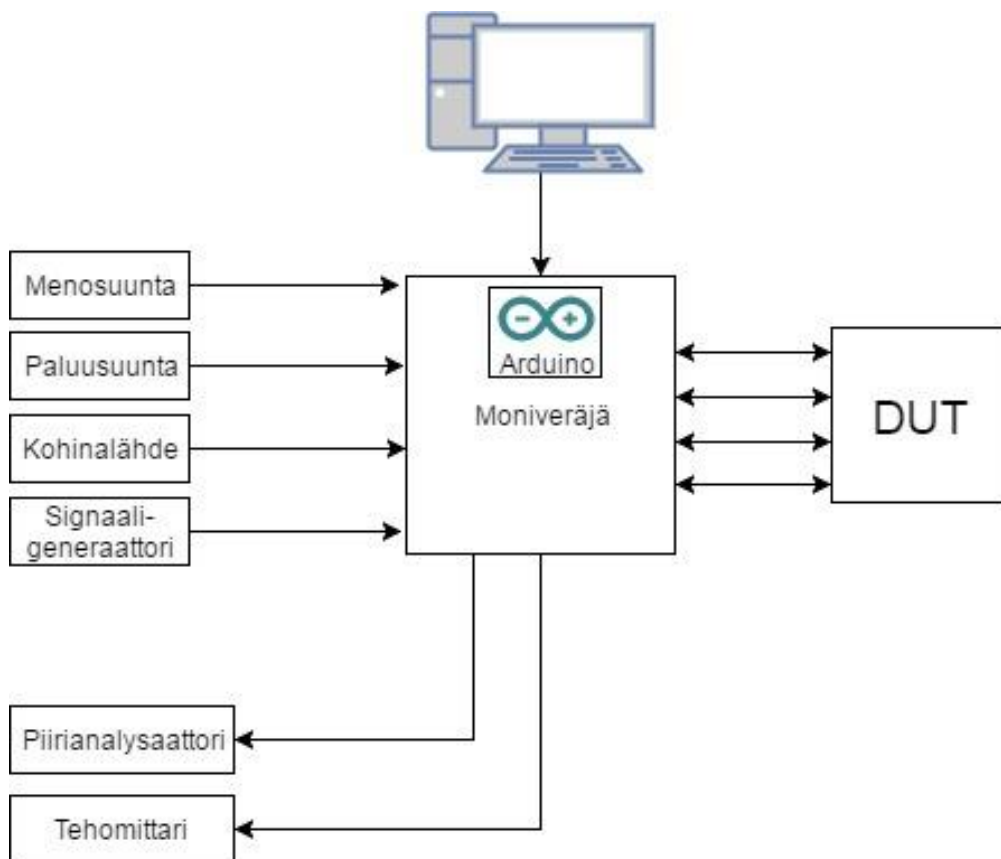 Menosuunta
Paluusuunta
Kohinalähde
Signaali-
generaattori
Arduino
Moniveräjä
DUT
Piirianalysaattori
Tehomittari